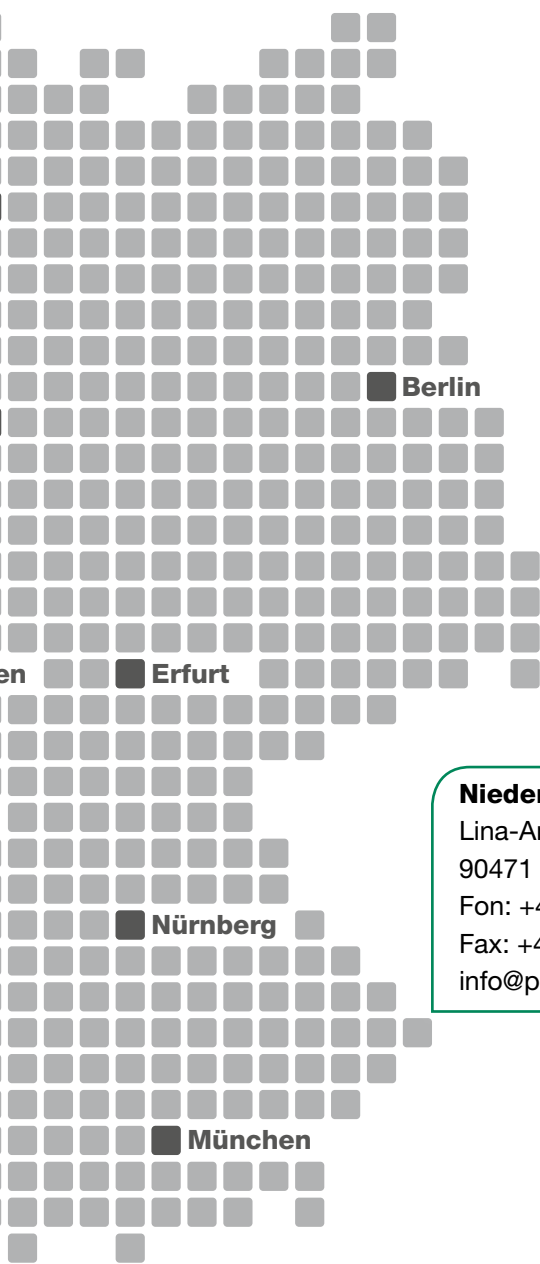 Berlin
en
Erfurt
Nieder
Lina-Ar
90471
Fon: +4
Fax: +4
info@p
Nürnberg
München